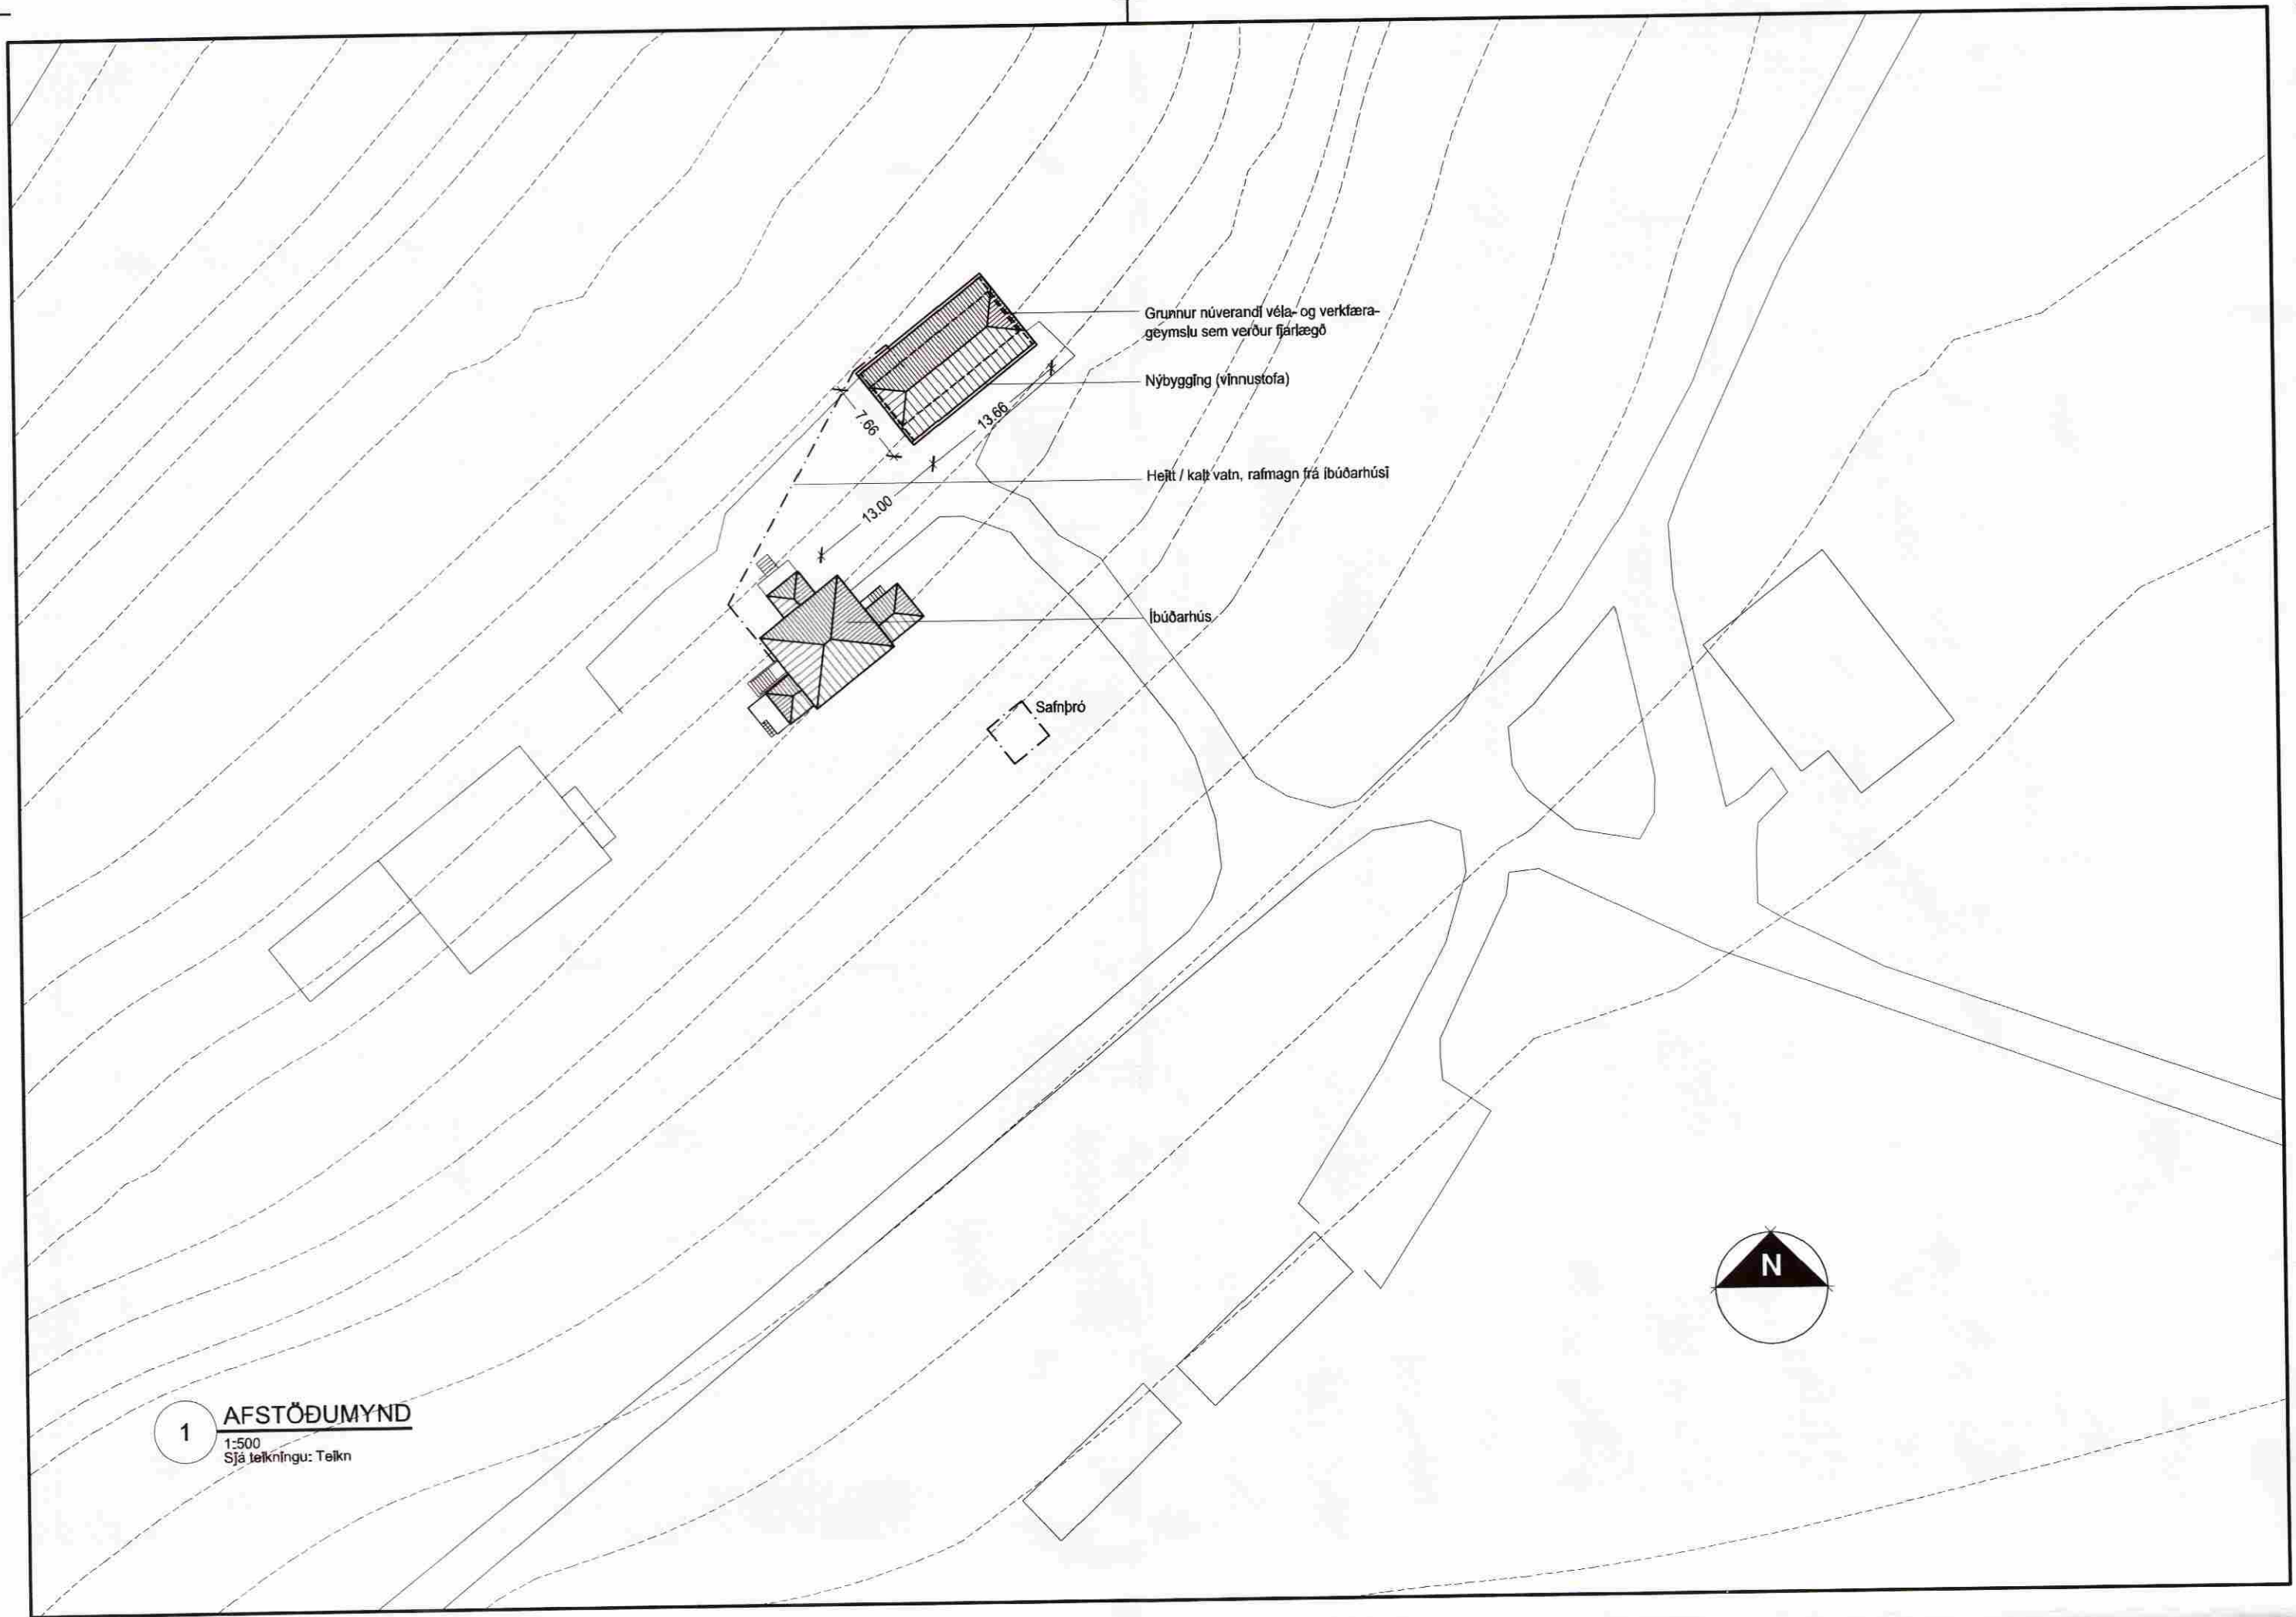 Grunnur núverandi véla- og verkfæra-
geymslu sem verður fjarlægð
Nýbygging (vinnustofa)
7.66
13.66
Heitt / kalt vatn, rafmagn frá íbúðarhúsi
13.00
Íbúðarhús
Safnþró
N
1
AFSTÖÐUMYND
1:500
Sjá teikningu: Teikn